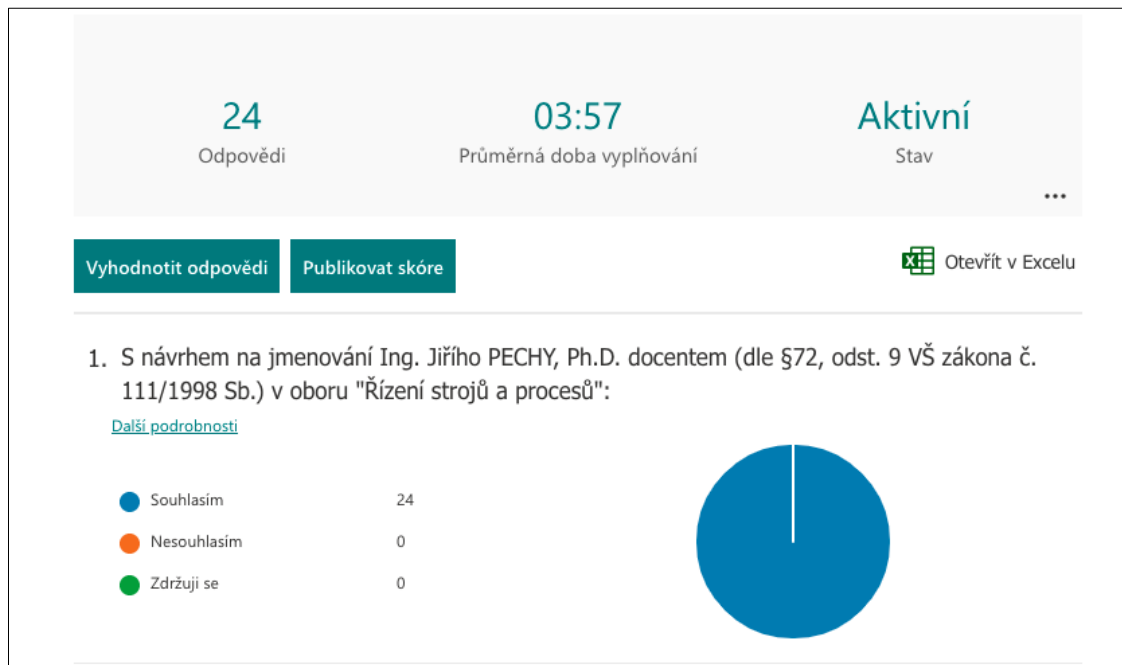 24
Odpovědi
03:57
Průměrná doba vyplňování
Aktivní
Stav
Vyhodnotit odpovědi
Publikovat skóre
Otevřít v Excelu
1. S návrhem na jmenování Ing. Jiřího PECHY, Ph.D. docentem (dle §72, odst. 9 VŠ zákona č.
111/1998 Sb.) v oboru "Řízení strojů a procesů":
Další podrobnosti
Souhlasím 24
Nesouhlasím 0
Zdržuji se 0